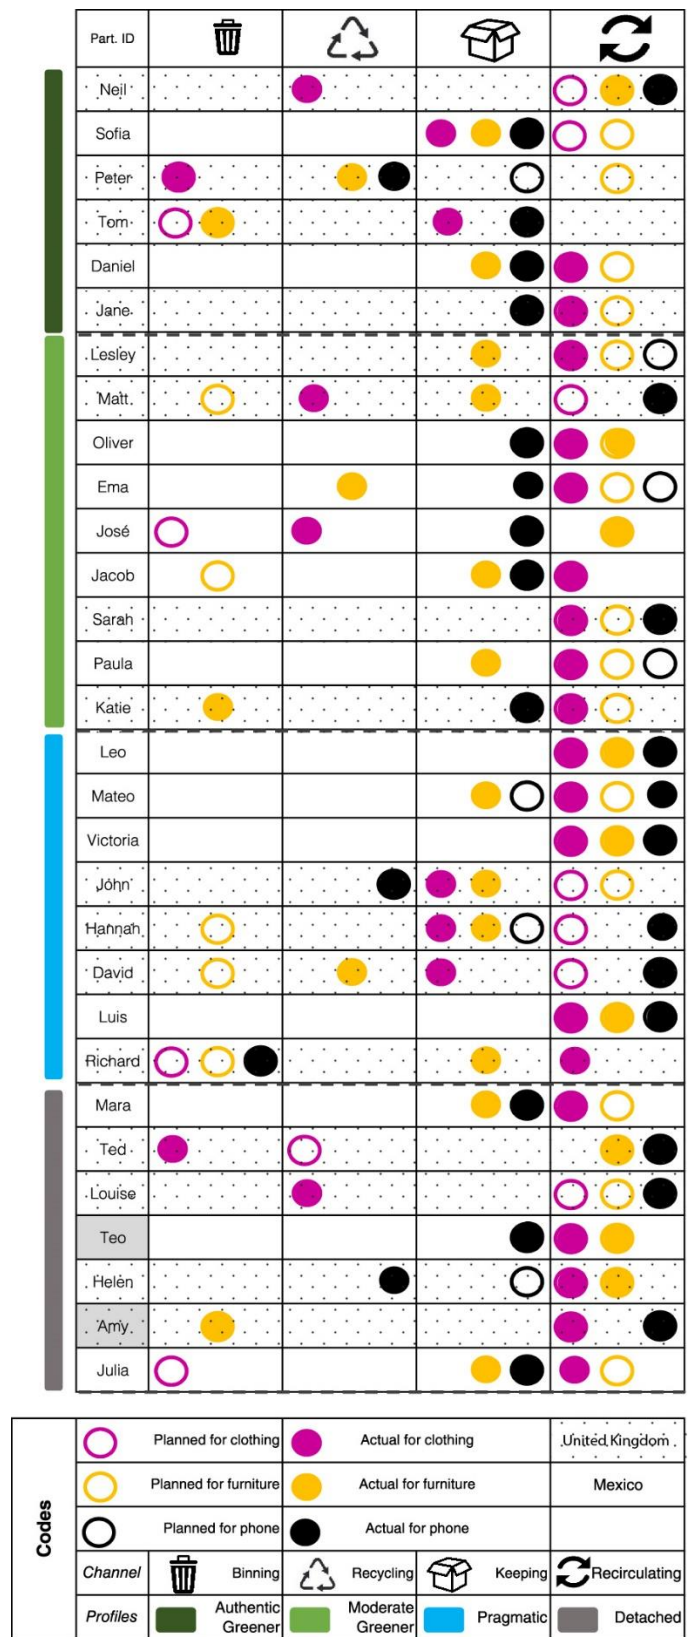 Part. ID
Neil
Sofia
Peter
Tom
Daniel
Jane
Lesley
Matt
Oliver
Ema
José
Jacob
Sarah
Paula
Katie
Leo
Mateo
Victoria
John
Hannah
David
Luis
Richard
Mara
Ted
Louise
Teo
Helen
Amy
Julia
Codes
Planned for clothing Actual for clothing United Kingdom
Planned for furniture Actual for furniture Mexico
Planned for phone Actual for phone
Channel Binning Recycling Keeping Recirculating
Profiles Authentic Greener Moderate Greener Pragmatic Detached